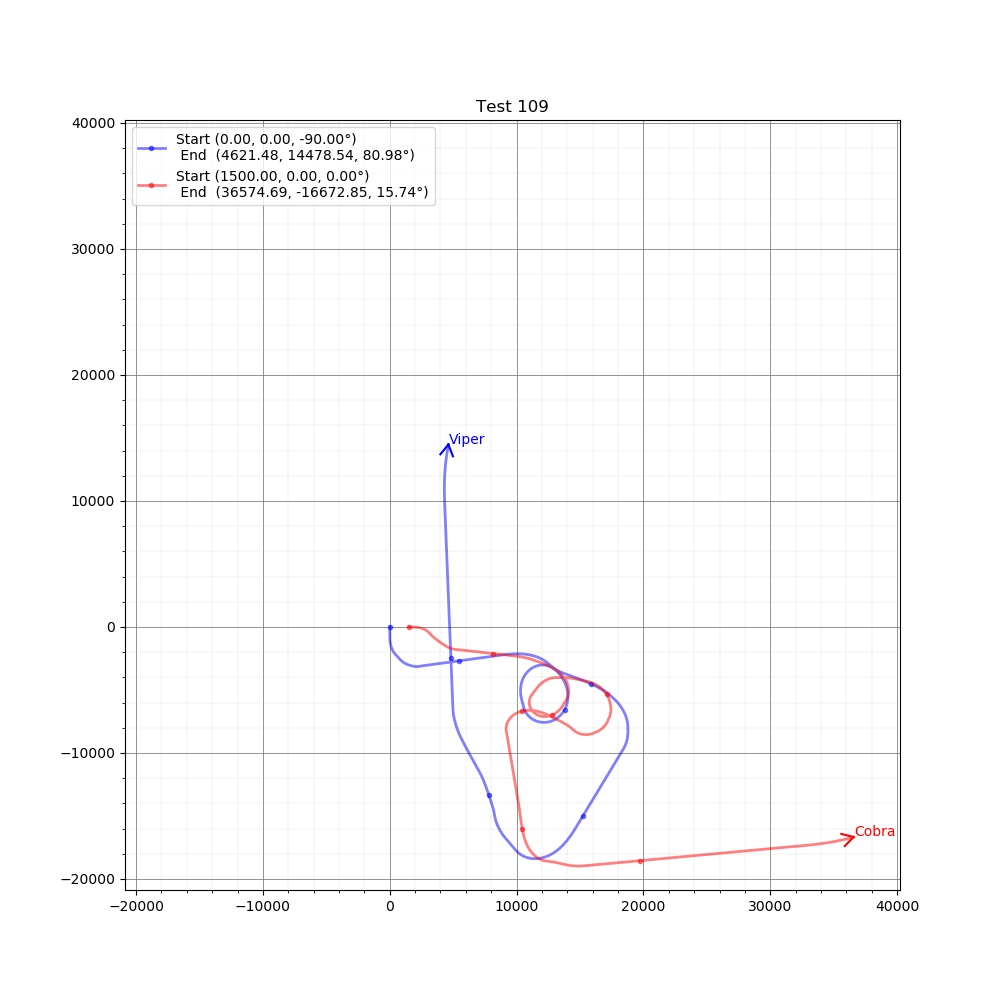 Test 109
40000
Start (0.00, 0.00, -90.00°)
End  (4621.48, 14478.54, 80.98°)
Start (1500.00, 0.00, 0.00°)
End  (36574.69, -16672.85, 15.74°)
30000
20000
Viper
10000
0
−10000
Cobra
−20000
−20000 −10000 0 10000 20000 30000 40000